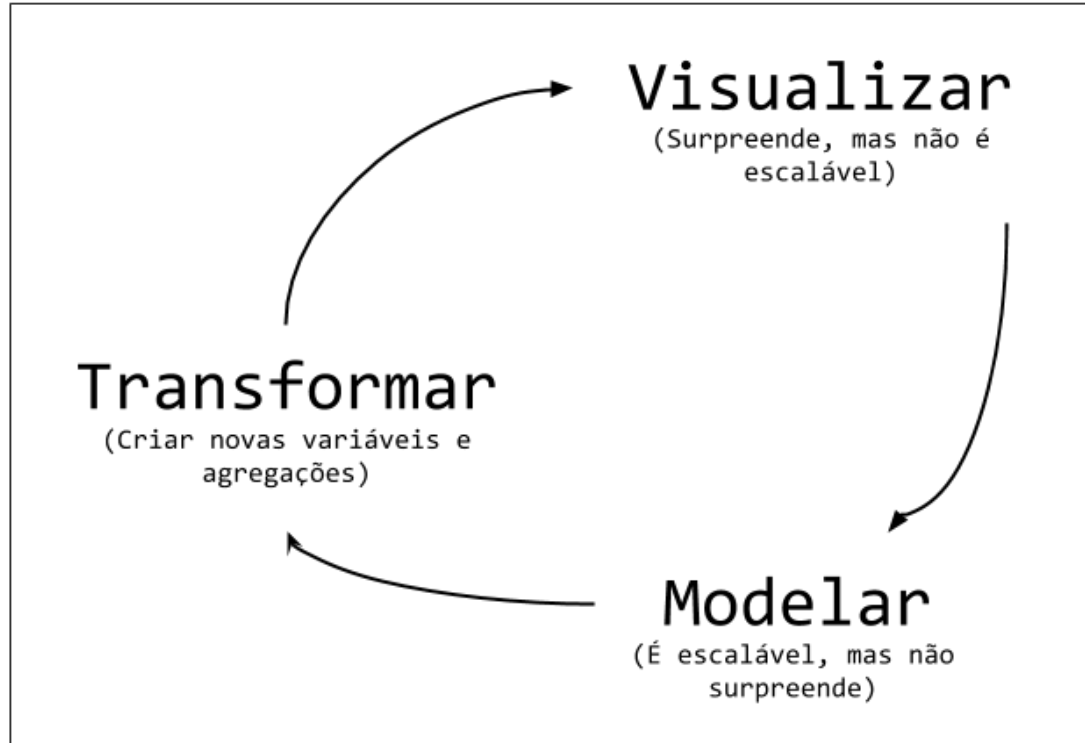 Visualizar
(Surpreende, mas não é
escalável)
Transformar
(Criar novas variáveis e
agregações)
Modelar
(É escalável, mas não
surpreende)